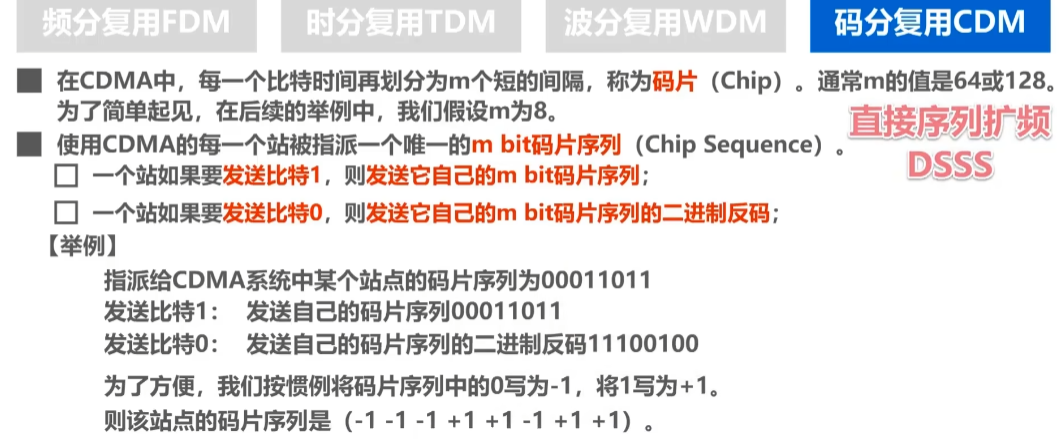 频分复用FDM 时分复用TDM 波分复用WDM 码分复用CDM
在CDMA中，每一个比特时间再划分为m个短的间隔，称为码片（Chip）。通常m的值是64或128。
为了简单起见，在后续的举例中，我们假设m为8。
直接序列扩频
DSSS
使用CDMA的每一个站被指派一个唯一的m bit码片序列（Chip Sequence）。
一个站如果要发送比特1，则发送它自己的m bit码片序列；
一个站如果要发送比特0，则发送它自己的m bit码片序列的二进制反码；
【举例】
指派给CDMA系统中某个站点的码片序列为00011011
发送比特1： 发送自己的码片序列00011011
发送比特0： 发送自己的码片序列的二进制反码11100100
为了方便，我们按惯例将码片序列中的0写为-1，将1写为+1。
则该站点的码片序列是（-1 -1 -1 +1 +1 -1 +1 +1）。